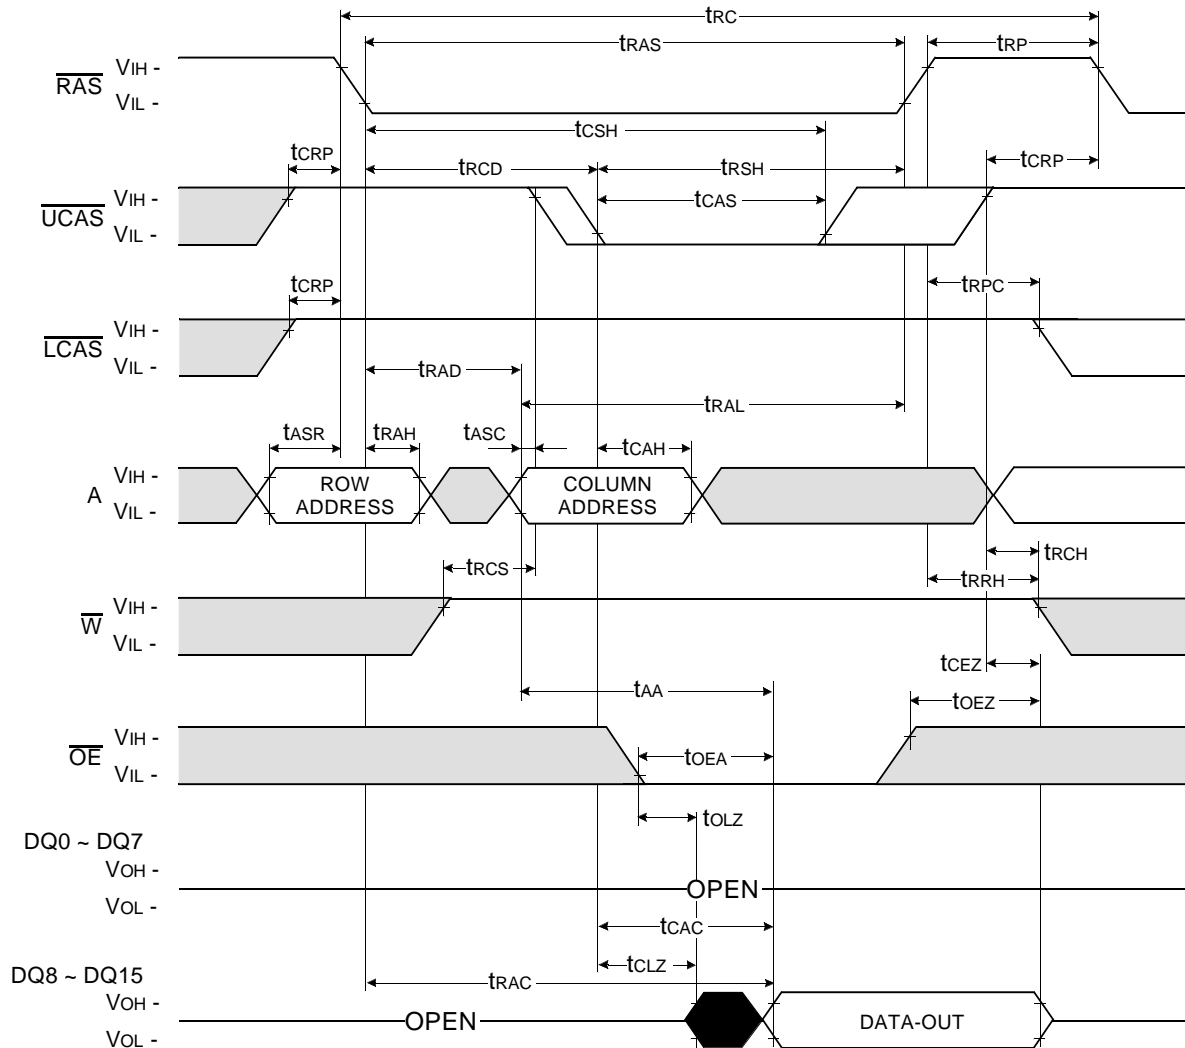 tRC
tRAS
tRP
RAS
VIH -
VIL -
tCSH
tCRP
tRCD
tRSH
tCRP
UCAS
VIH -
VIL -
tCAS
tCRP
tRPC
LCAS
VIH -
VIL -
tRAD
tRAL
tASR
tRAH
tASC
tCAH
A
VIH -
VIL -
ROW
ADDRESS
COLUMN
ADDRESS
tRCS
tRCH
tRRH
W
VIH -
VIL -
tCEZ
tAA
tOEZ
OE
VIH -
VIL -
tOEA
tOLZ
DQ0 ~ DQ7
VOH -
VOL -
OPEN
tCAC
tCLZ
tRAC
DQ8 ~ DQ15
VOH -
VOL -
OPEN
DATA-OUT